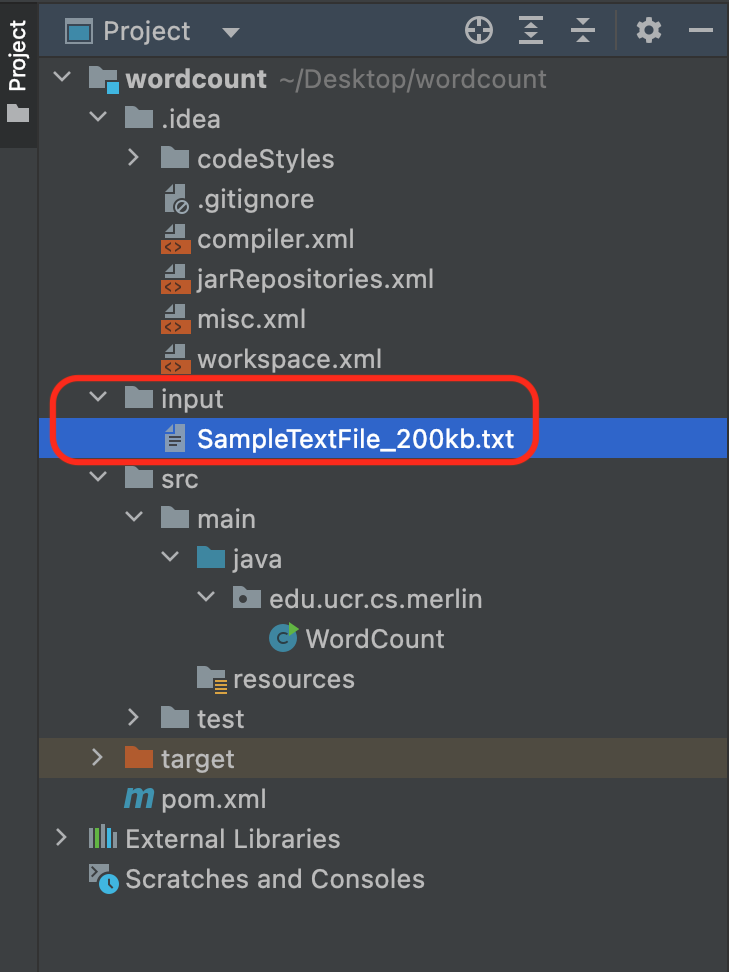 Project
Project
wordcount ~/Desktop/wordcount
.idea
codeStyles
.gitignore
compiler.xml
jarRepositories.xml
misc.xml
workspace.xml
input
SampleTextFile_200kb.txt
src
main
java
edu.ucr.cs.merlin
WordCount
resources
test
target
pom.xml
External Libraries
Scratches and Consoles